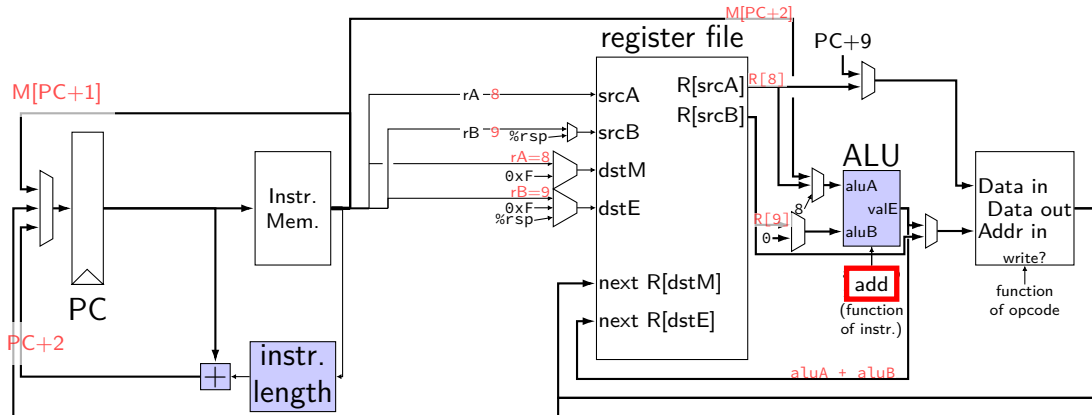 M[PC+2]
register file
PC+9
M[PC+1]
R[srcA]
R[8]
rA 8
srcA
R[srcB]
rB 9
%rsp
srcB
ALU
rA=8
0xF
dstM
Instr.
Mem.
rB=9
0xF
%rsp
dstE
aluA
valE
aluB
8
R[9]
0
Data in
Data out
Addr in
write?
PC
next R[dstM]
add
(function
of instr.)
function
of opcode
next R[dstE]
PC+2
instr.
length
+
aluA + aluB